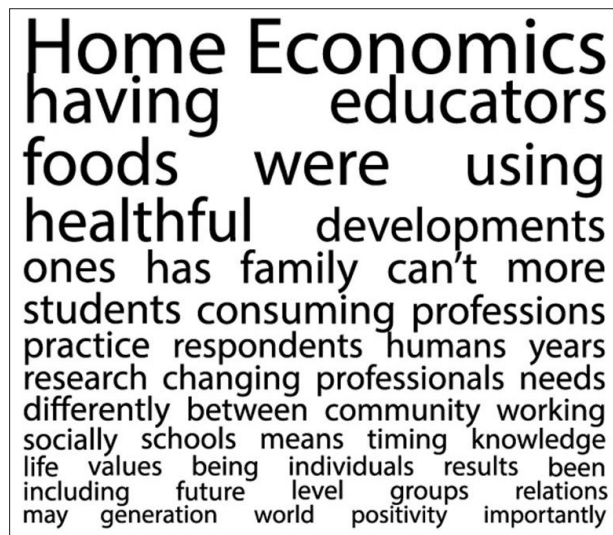 Home Economics
having educators
foods were using
healthful developments
ones has family can't more
students consuming professions
practice respondents humans years
research changing professionals needs
differently between community working
socially schools means timing knowledge
life values being individuals results been
including future level groups relations
may generation world positivity importantly